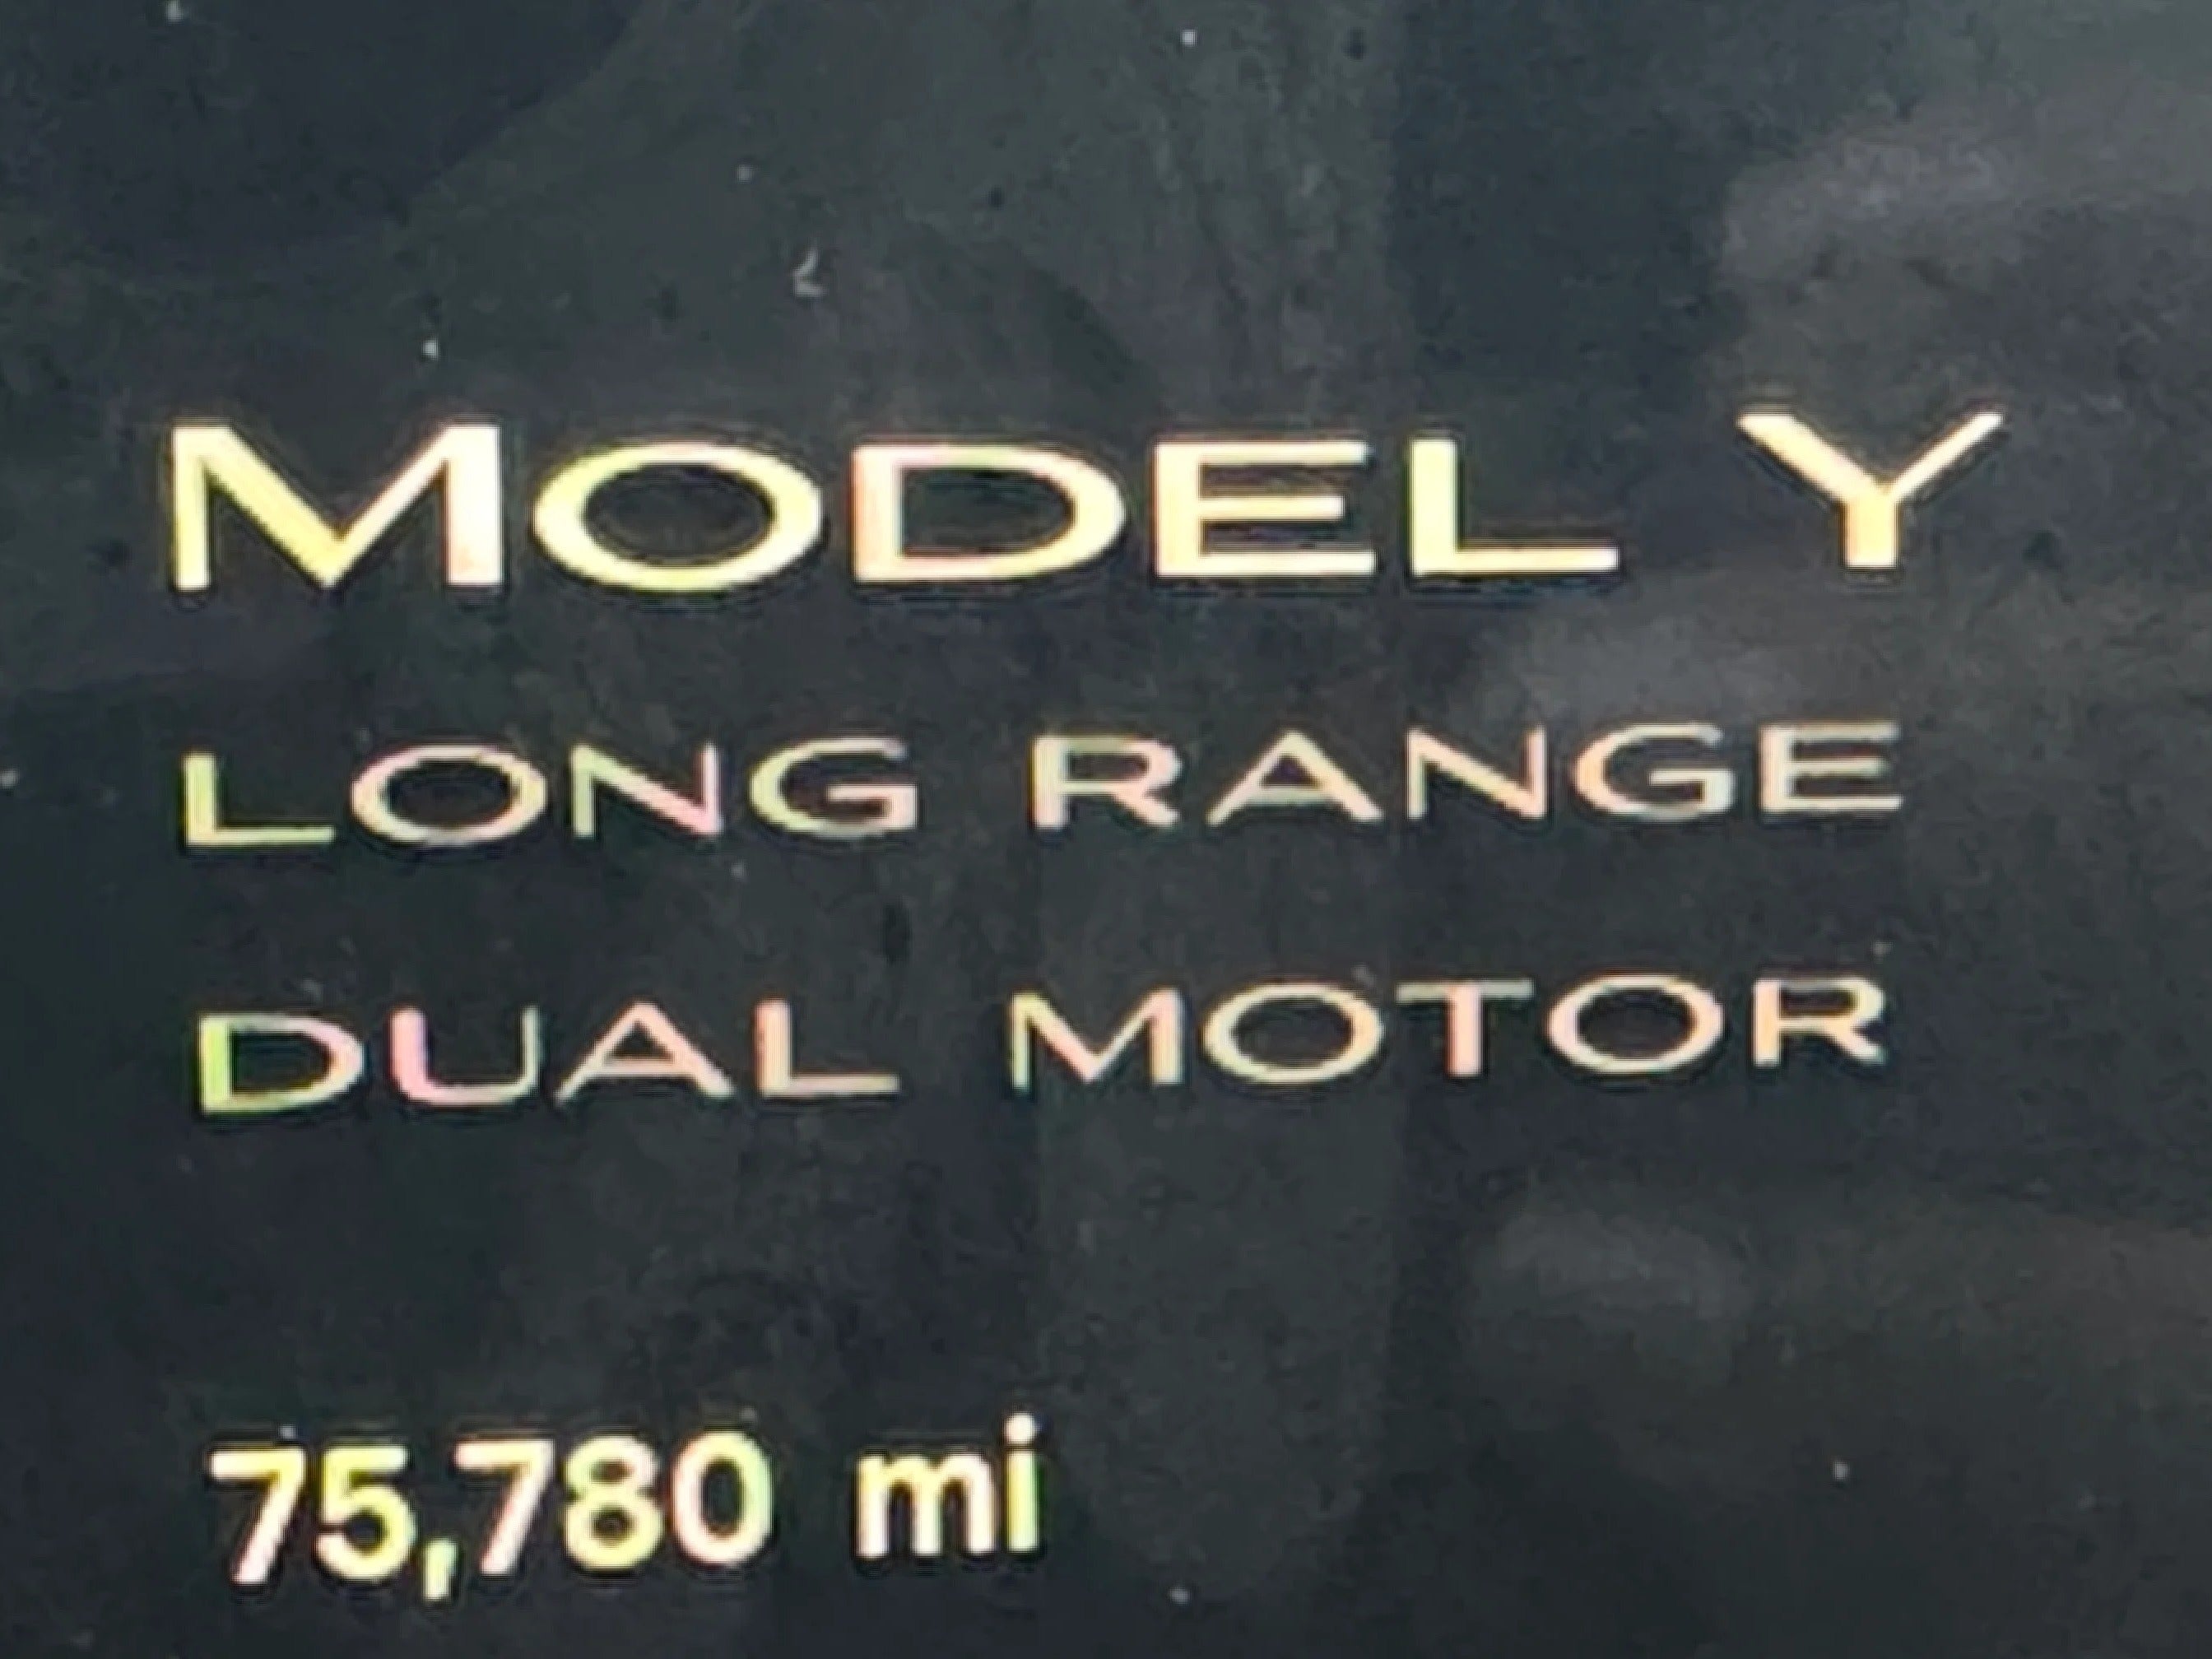 MODEL Y
LONG RANGE
DUAL MOTOR
75,780 mi